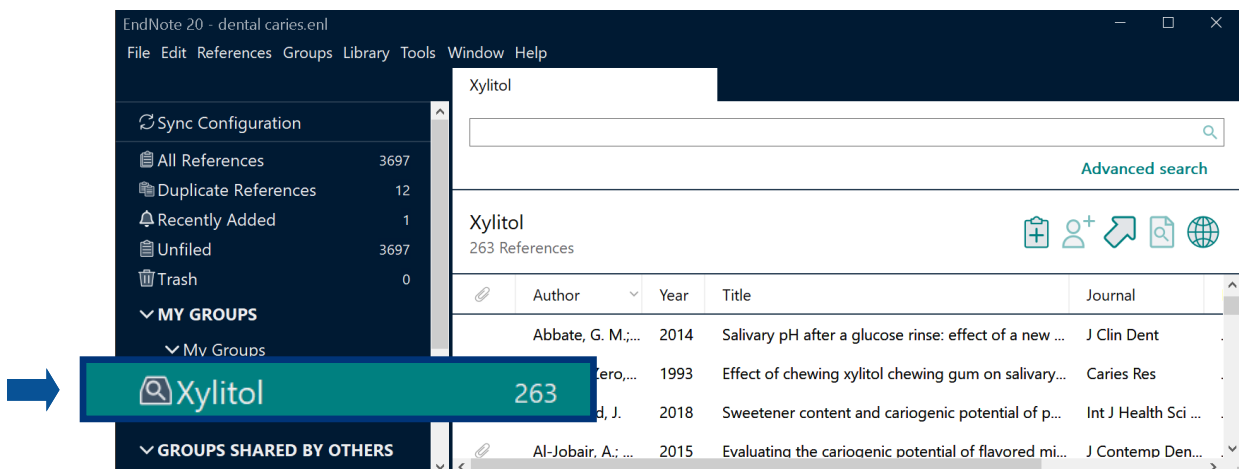 EndNote 20 - dental caries.enl
File Edit References Groups Library Tools Window Help
Xylitol
Sync Configuration
All References 3697
Duplicate References 12
Recently Added 1
Unfiled 3697
Trash 0
MY GROUPS
My Groups
Xylitol 263
GROUPS SHARED BY OTHERS
Advanced search
Xylitol
263 References
Author Year Title Journal
Abbate, G. M.;... 2014 Salivary pH after a glucose rinse: effect of a new ... J Clin Dent
Zero,... 1993 Effect of chewing xylitol chewing gum on salivary... Caries Res
J. 2018 Sweetener content and cariogenic potential of p... Int J Health Sci ...
Al-Jobair, A.; ... 2015 Evaluating the cariogenic potential of flavored mi... J Contemp Den...